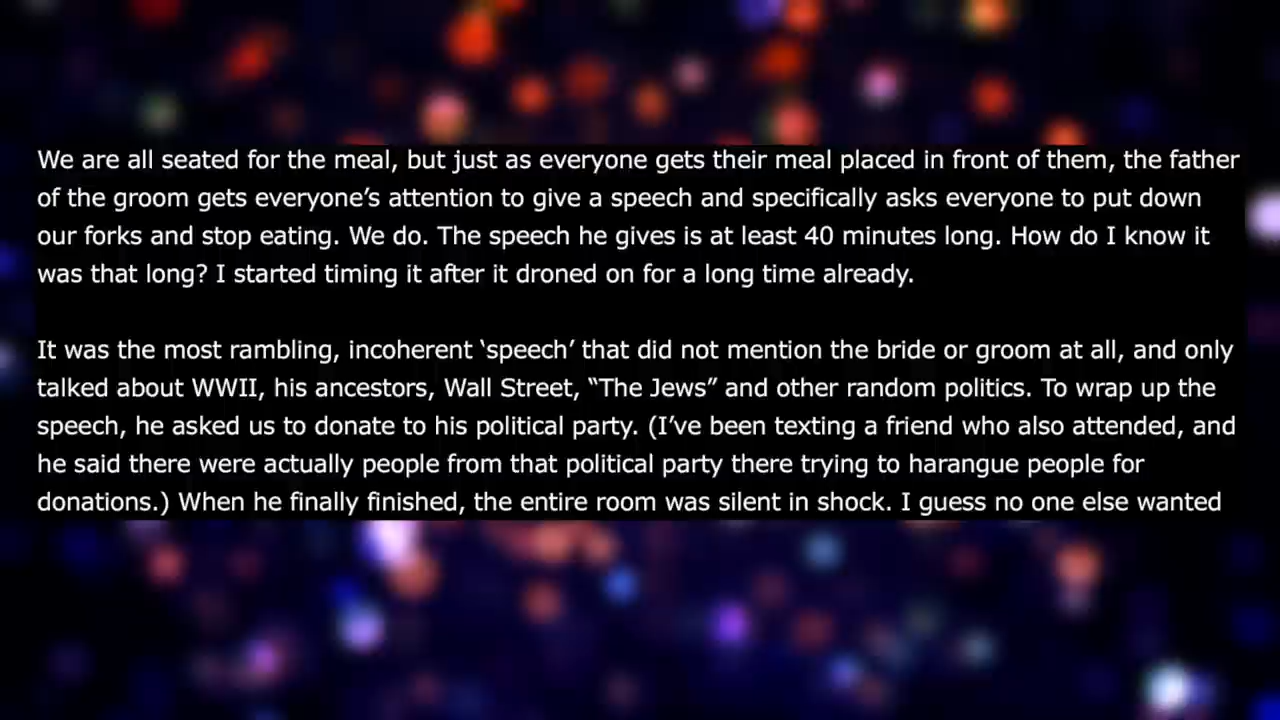 We are all seated for the meal, but just as everyone gets their meal placed in front of them, the father
of the groom gets everyone’s attention to give a speech and specifically asks everyone to put down
our forks and stop eating. We do. The speech he gives is at least 40 minutes long. How do I know it
was that long? I started timing it after it droned on for a long time already.
It was the most rambling, incoherent ‘speech’ that did not mention the bride or groom at all, and only
talked about WWII, his ancestors, Wall Street, “The Jews” and other random politics. To wrap up the
speech, he asked us to donate to his political party. (I’ve been texting a friend who also attended, and
he said there were actually people from that political party there trying to harangue people for
donations.) When he finally finished, the entire room was silent in shock. I guess no one else wanted